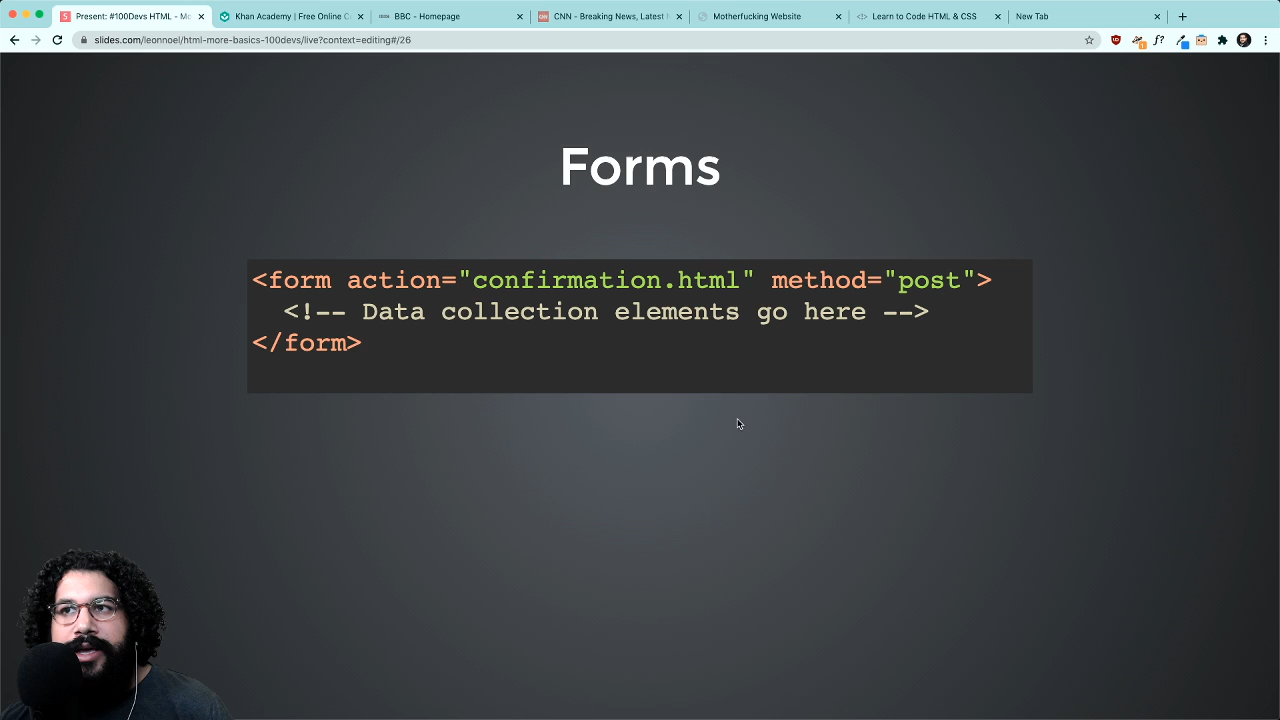 Present: #100Devs HTML - Mo
Khan Academy | Free Online C
BBC - Homepage
CNN - Breaking News, Latest N
Motherfucking Website
Learn to Code HTML & CSS
New Tab
slides.com/leonnoel/html-more-basics-100devs/live?context=editing#/26
Forms
<form action="confirmation.html" method="post">
<!-- Data collection elements go here -->
</form>